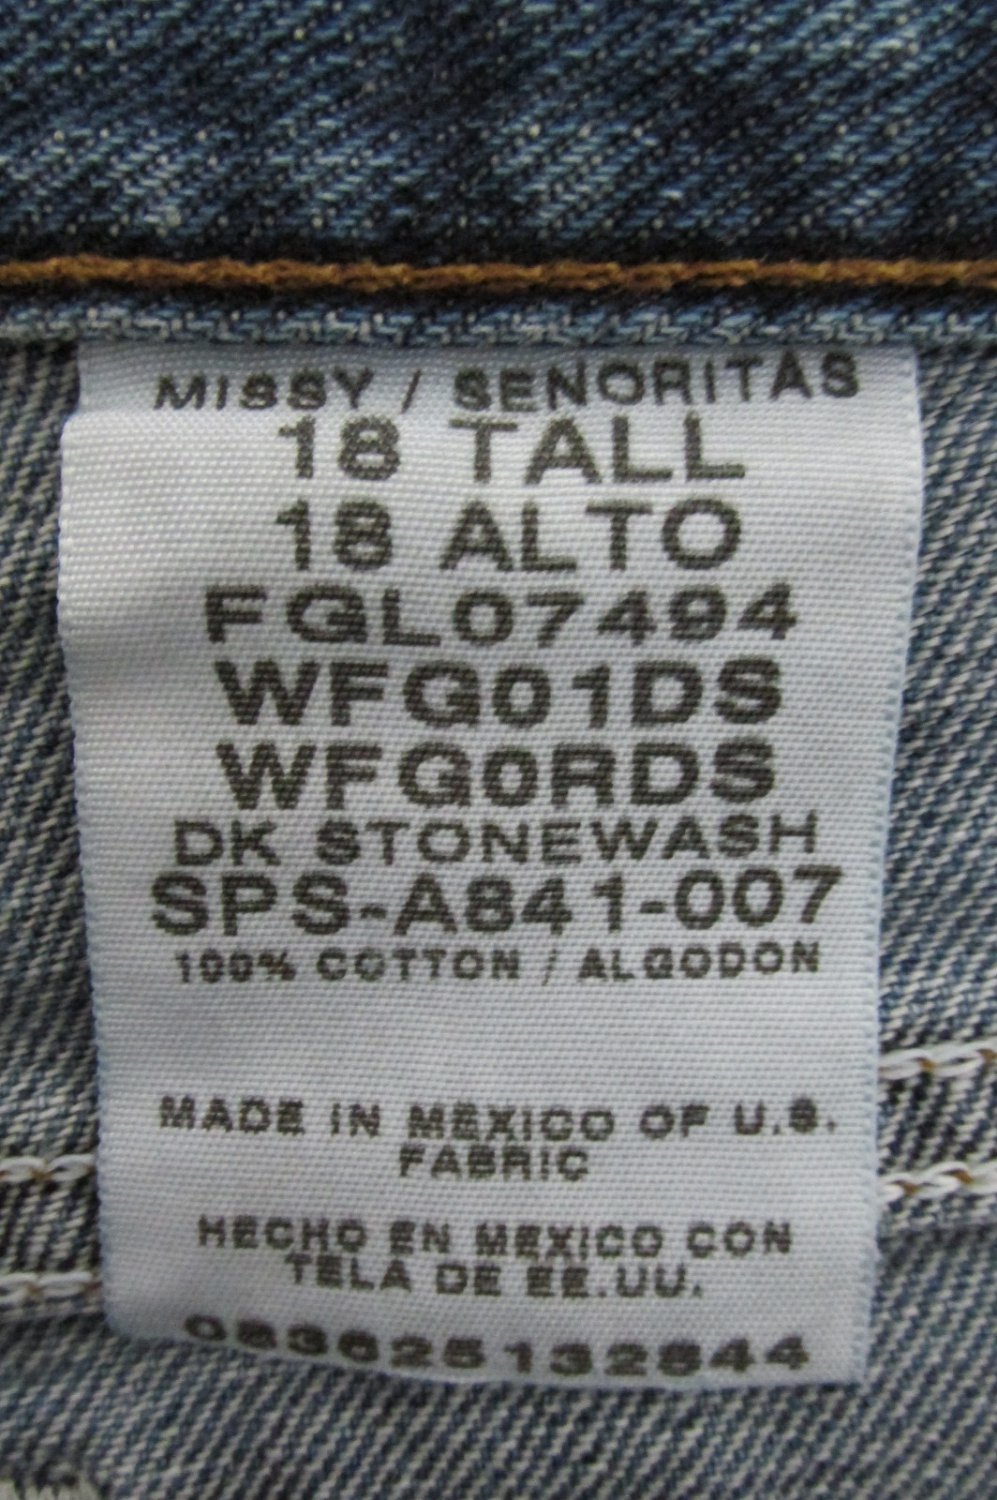 MISSY / SEÑORITAS
18 TALL
18 ALTO
FGL07494
WFG01DS
WFG0RDS
DK STONEWASH
SPS-A841-007
100% COTTON / ALGODON
MADE IN MEXICO OF U.S.
FABRIC
HECHO EN MEXICO CON
TELA DE EE.UU.
083625132844